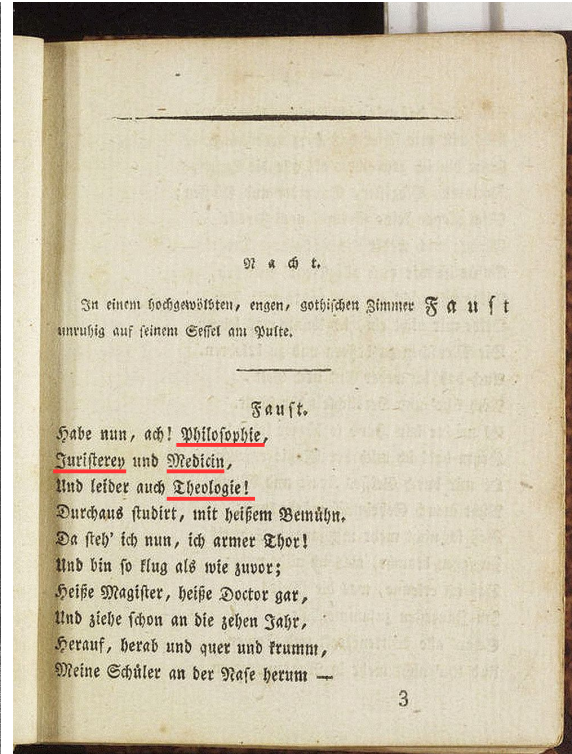 Nacht.
In einem hochgewölbten, engen, gothischen Zimmer Faust
unruhig auf seinem Sessel am Pulte.
Faust.
Habe nun, ach! Philosophie,
Juristerey und Medicin,
Und leider auch Theologie!
Durchaus studirt, mit heißem Bemühn.
Da steh' ich nun, ich armer Thor!
Und bin so klug als wie zuvor;
Heiße Magister, heiße Doctor gar,
Und ziehe schon an die zehen Jahr,
Herauf, herab und quer und krumm,
Meine Schüler an der Nase herum —
3